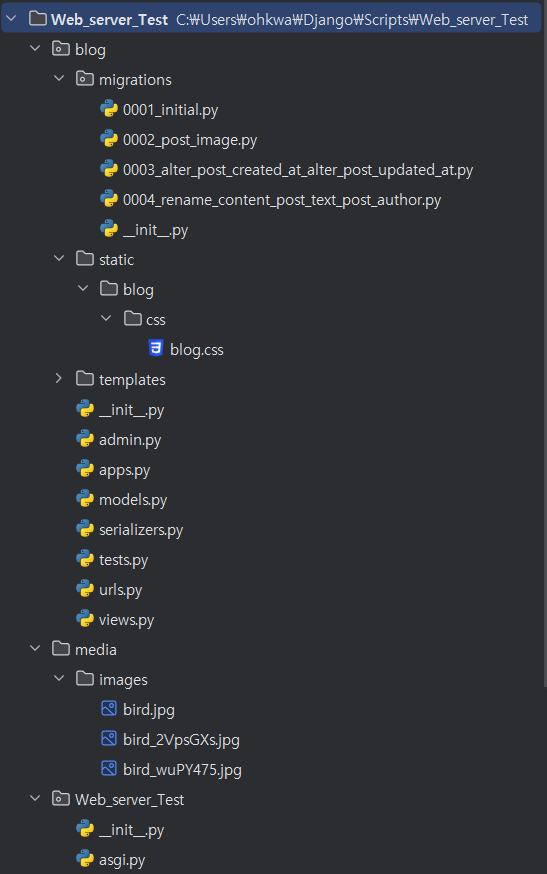 Web_server_Test C:₩Users₩ohkwa₩Django₩Scripts₩Web_server_Test
blog
migrations
0001_initial.py
0002_post_image.py
0003_alter_post_created_at_alter_post_updated_at.py
0004_rename_content_post_text_post_author.py
__init__.py
static
blog
css
blog.css
templates
__init__.py
admin.py
apps.py
models.py
serializers.py
tests.py
urls.py
views.py
media
images
bird.jpg
bird_2VpsGXs.jpg
bird_wuPY475.jpg
Web_server_Test
__init__.py
asgi.py